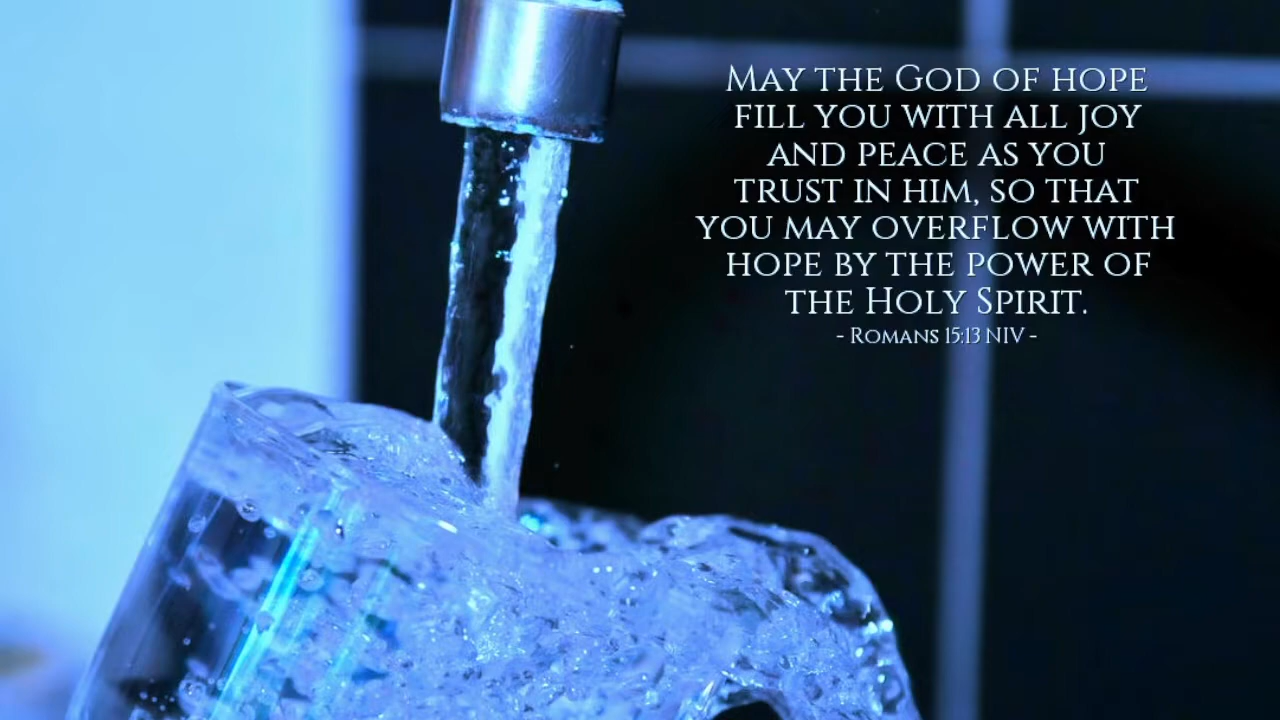 May the God of hope
fill you with all joy
and peace as you
trust in him, so that
you may overflow with
hope by the power of
the Holy Spirit.
- Romans 15:13 NIV -